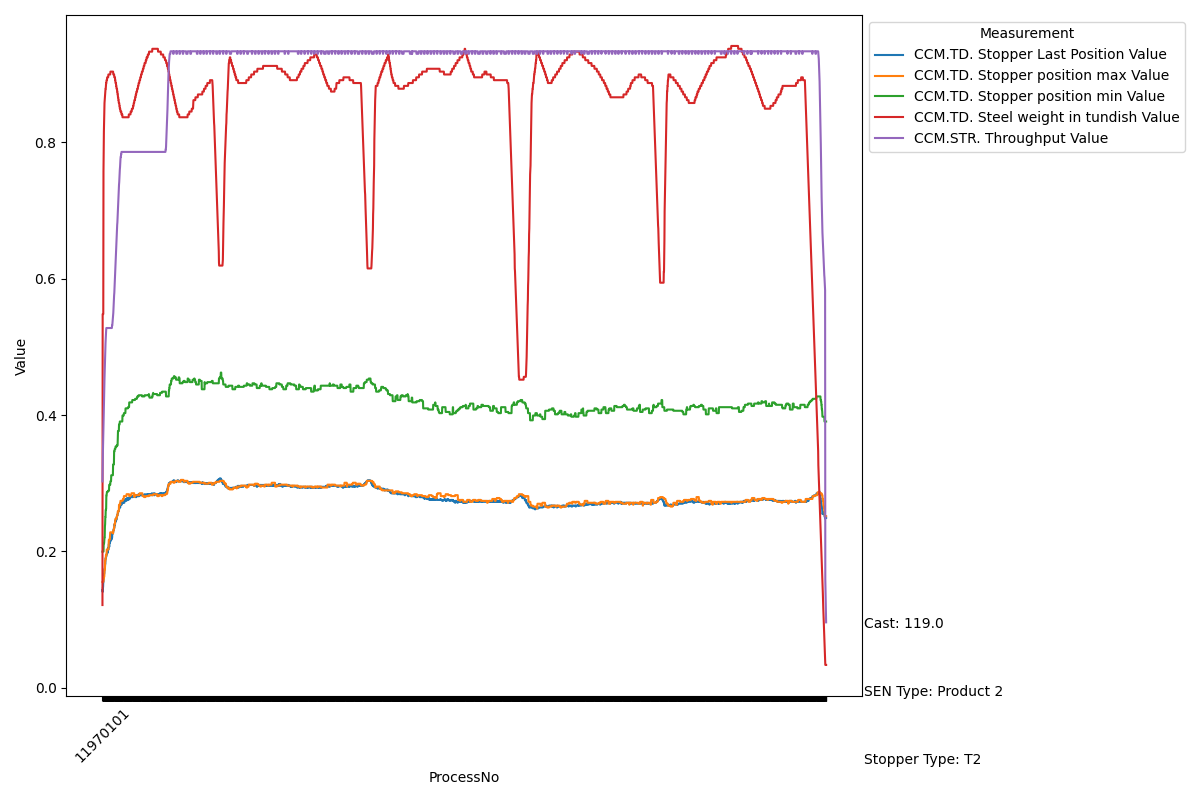 Measurement
CCM.TD. Stopper Last Position Value
CCM.TD. Stopper position max Value
CCM.TD. Stopper position min Value
CCM.TD. Steel weight in tundish Value
CCM.STR. Throughput Value
0.8
0.6
Value
0.4
0.2
0.0
Cast: 119.0
SEN Type: Product 2
Stopper Type: T2
11970101
ProcessNo